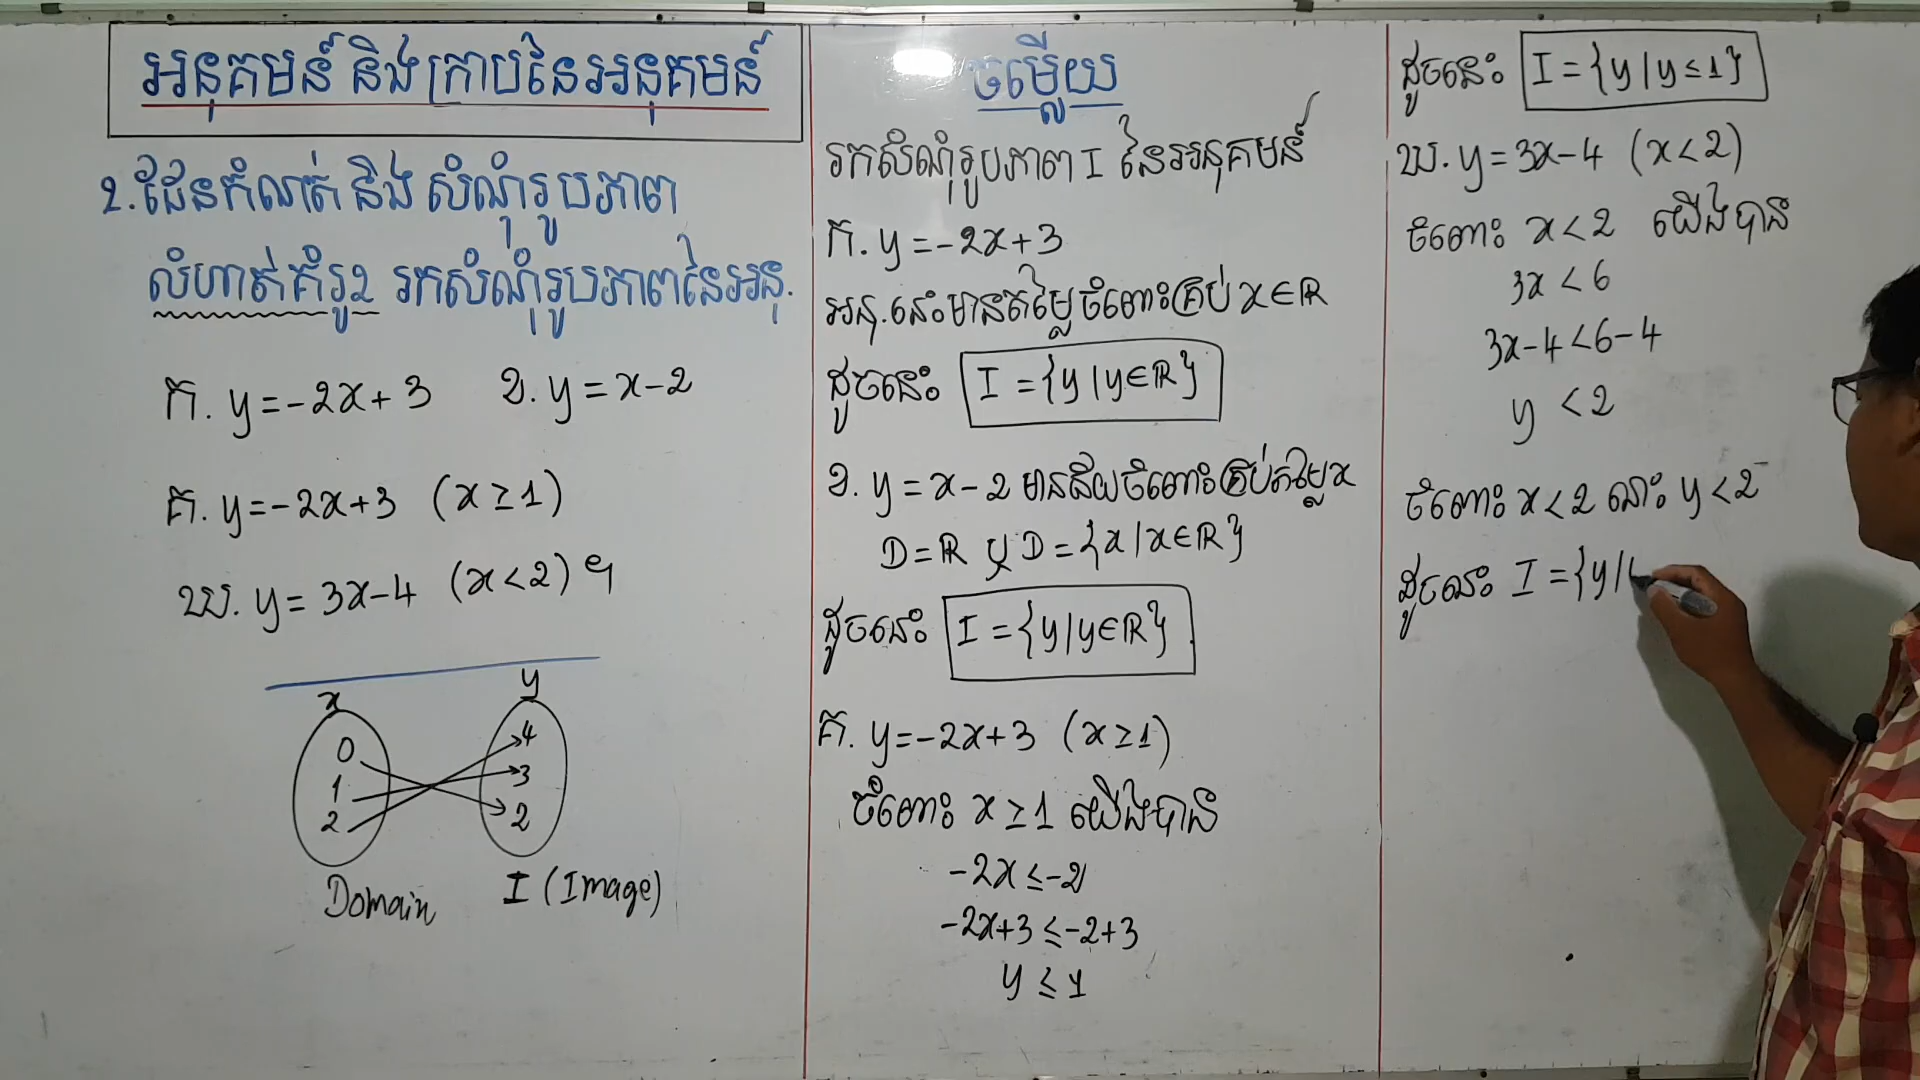 អនុគមន៍ និង ក្រាបនៃអនុគមន៍
2. ដែនកំណត់ និង សំណុំរូបភាព
លំហាត់គំរូ2 រកសំណុំរូបភាពនៃអនុ.
ក. y = -2x + 3 ខ. y = x - 2
គ. y = -2x + 3 (x ≥ 1)
ឃ. y = 3x - 4 (x < 2) ។
x y
0 4
1 3
2 2
Domain I (Image)
ចម្លើយ
រកសំណុំរូបភាព I នៃអនុគមន៍
ក. y = -2x + 3
អនុ.នេះមានតម្លៃចំពោះគ្រប់ x ∈ ℝ
ដូចនេះ I = {y / y ∈ ℝ}
ខ. y = x - 2 មានន័យចំពោះគ្រប់តម្លៃ x
D = ℝ ឬ D = {x / x ∈ ℝ}
ដូចនេះ I = {y / y ∈ ℝ} .
គ. y = -2x + 3 (x ≥ 1)
ចំពោះ x ≥ 1 យើងបាន
-2x ≤ -2
-2x + 3 ≤ -2 + 3
y ≤ 1
ដូចនេះ I = {y / y ≤ 1}
ឃ. y = 3x - 4 (x < 2)
ចំពោះ x < 2 យើងបាន
3x < 6
3x - 4 < 6 - 4
y < 2
ចំពោះ x < 2 នោះ y < 2
ដូចនេះ I = {y /